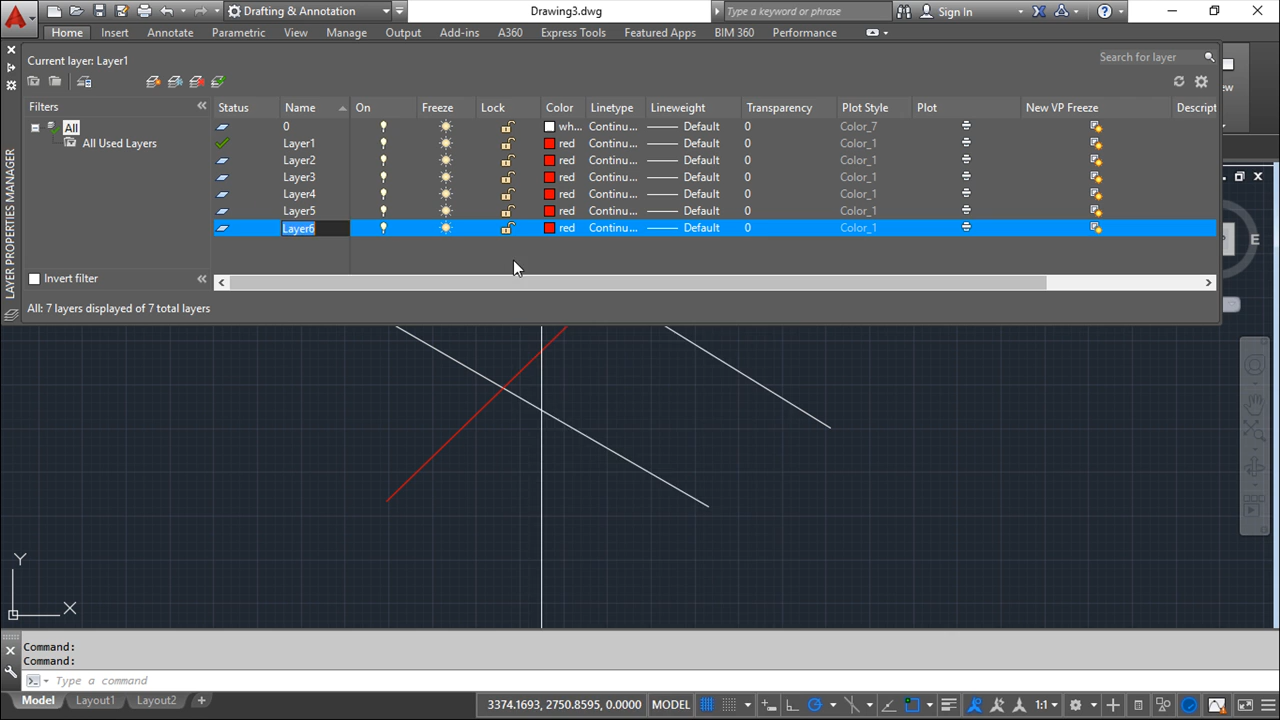 Drafting & Annotation Drawing3.dwg Type a keyword or phrase Sign In
Home Insert Annotate Parametric View Manage Output Add-ins A360 Express Tools Featured Apps BIM 360 Performance
Current layer: Layer1 Search for layer
Filters Status Name On Freeze Lock Color Linetype Lineweight Transparency Plot Style Plot New VP Freeze Descript
All 0 wh... Continu... Default 0 Color_7
All Used Layers Layer1 red Continu... Default 0 Color_1
Layer2 red Continu... Default 0 Color_1
Layer3 red Continu... Default 0 Color_1
Layer4 red Continu... Default 0 Color_1
Layer5 red Continu... Default 0 Color_1
Layer6 red Continu... Default 0 Color_1
Invert filter
All: 7 layers displayed of 7 total layers
LAYER PROPERTIES MANAGER
E
Y
X
Command:
Command:
Type a command
Model Layout1 Layout2 + 3374.1693, 2750.8595, 0.0000 MODEL 1:1